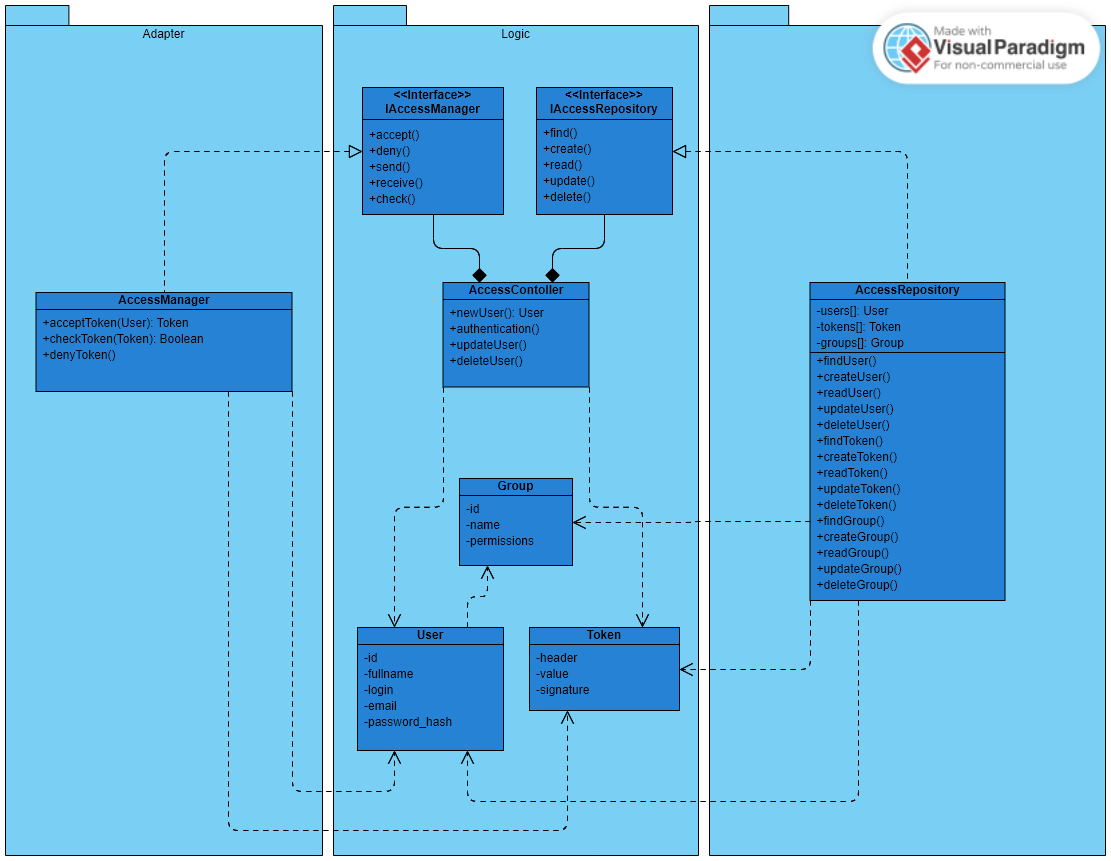 Adapter
Logic
Made with
VisualParadigm
For non-commercial use
<<Interface>>
IAccessManager
+accept()
+deny()
+send()
+receive()
+check()
<<Interface>>
IAccessRepository
+find()
+create()
+read()
+update()
+delete()
AccessManager
+acceptToken(User): Token
+checkToken(Token): Boolean
+denyToken()
AccessContoller
+newUser(): User
+authentication()
+updateUser()
+deleteUser()
AccessRepository
-users[]: User
-tokens[]: Token
-groups[]: Group
+findUser()
+createUser()
+readUser()
+updateUser()
+deleteUser()
+findToken()
+createToken()
+readToken()
+updateToken()
+deleteToken()
+findGroup()
+createGroup()
+readGroup()
+updateGroup()
+deleteGroup()
Group
-id
-name
-permissions
User
-id
-fullname
-login
-email
-password_hash
Token
-header
-value
-signature